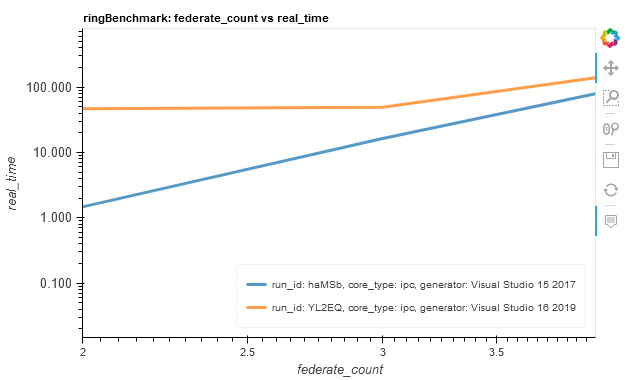 ringBenchmark: federate_count vs real_time
real_time
100.000
10.000
1.000
0.100
run_id: haMSb, core_type: ipc, generator: Visual Studio 15 2017
run_id: YL2EQ, core_type: ipc, generator: Visual Studio 16 2019
2 2.5 3 3.5
federate_count